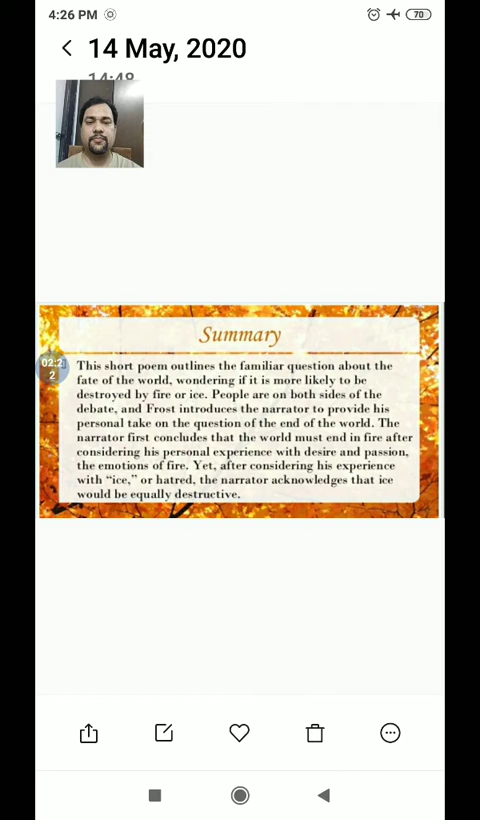 4:26 PM
70
14 May, 2020
14:48
Summary
This short poem outlines the familiar question about the
fate of the world, wondering if it is more likely to be
destroyed by fire or ice. People are on both sides of the
debate, and Frost introduces the narrator to provide his
personal take on the question of the end of the world. The
narrator first concludes that the world must end in fire after
considering his personal experience with desire and passion,
the emotions of fire. Yet, after considering his experience
with “ice,” or hatred, the narrator acknowledges that ice
would be equally destructive.
02:2
2